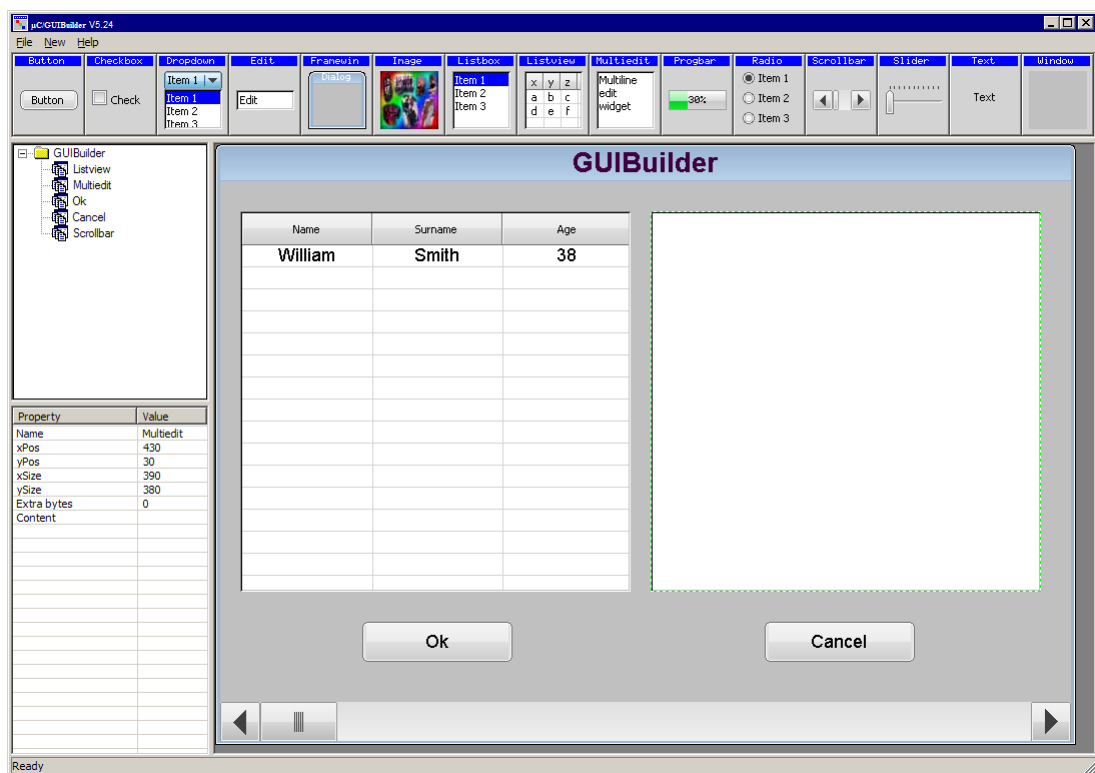 µC/GUIBuilder V5.24
File New Help
Button Checkbox Dropdown Edit Framewin Image Listbox Listview Multiedit Progbar Radio Scrollbar Slider Text Window
Button
Check
Item 1
Item 1
Item 2
Item 3
Edit
Dialog
Item 1
Item 2
Item 3
x y z
a b c
d e f
Multiline
edit
widget
30%
Item 1
Item 2
Item 3
Text
GUIBuilder
Listview
Multiedit
Ok
Cancel
Scrollbar
Property Value
Name Multiedit
xPos 430
yPos 30
xSize 390
ySize 380
Extra bytes 0
Content
GUIBuilder
Name Surname Age
William Smith 38
Ok Cancel
Ready